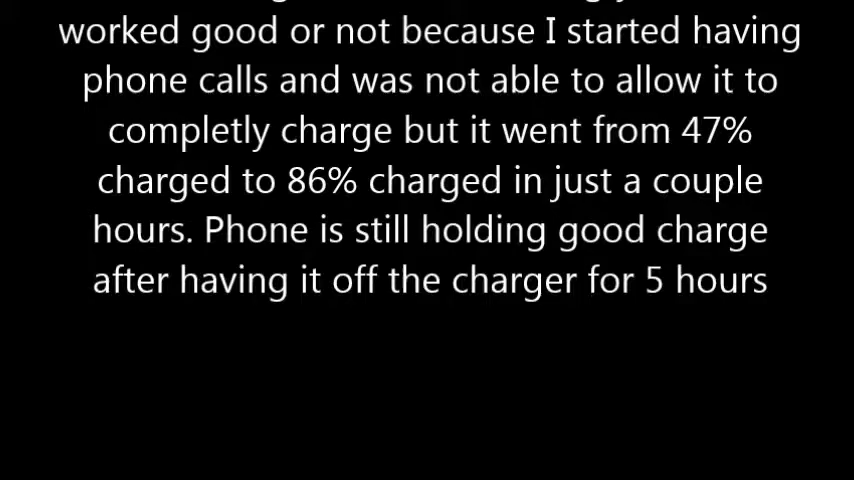 worked good or not because I started having
phone calls and was not able to allow it to
completly charge but it went from 47%
charged to 86% charged in just a couple
hours. Phone is still holding good charge
after having it off the charger for 5 hours